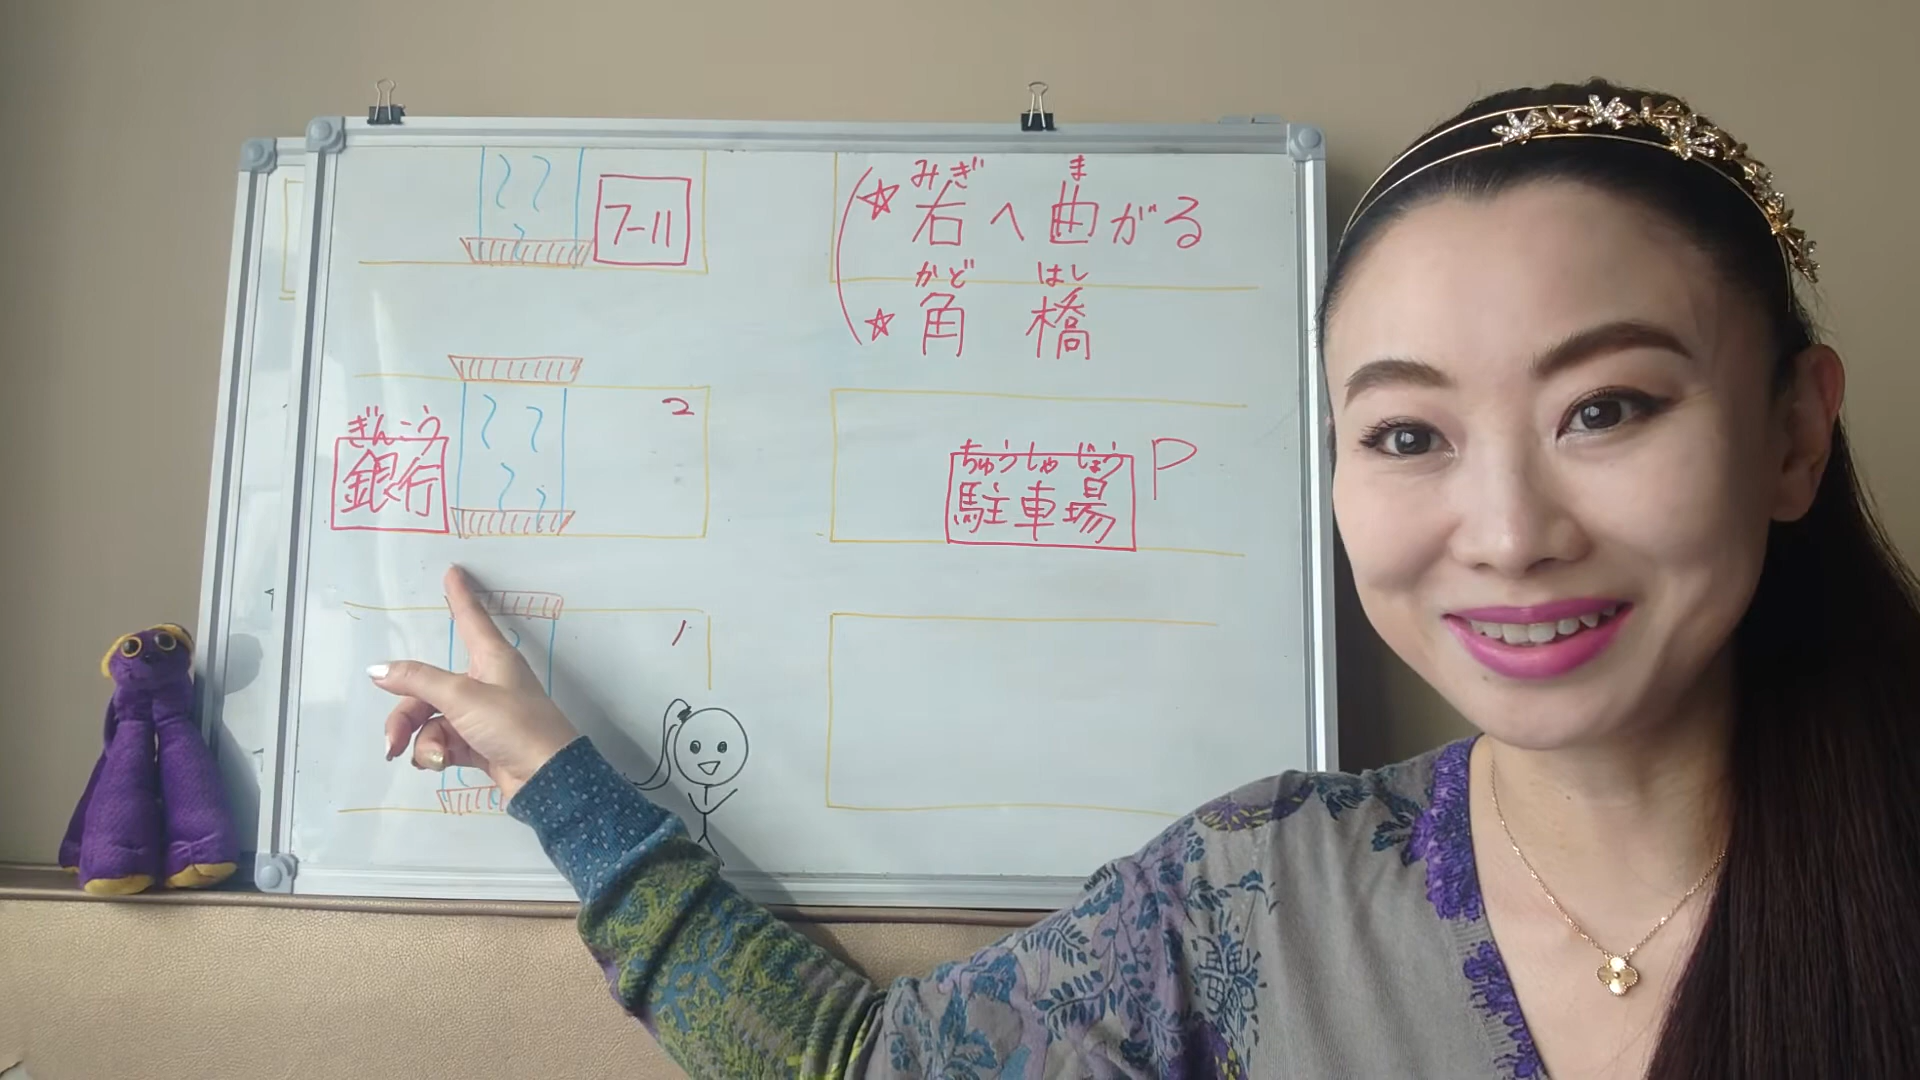 7-11
みぎ ま
☆右へ曲がる
かど はし
☆角 橋
2
ぎんこう
銀行
ちゅうしゃじょう
駐車場 P
1